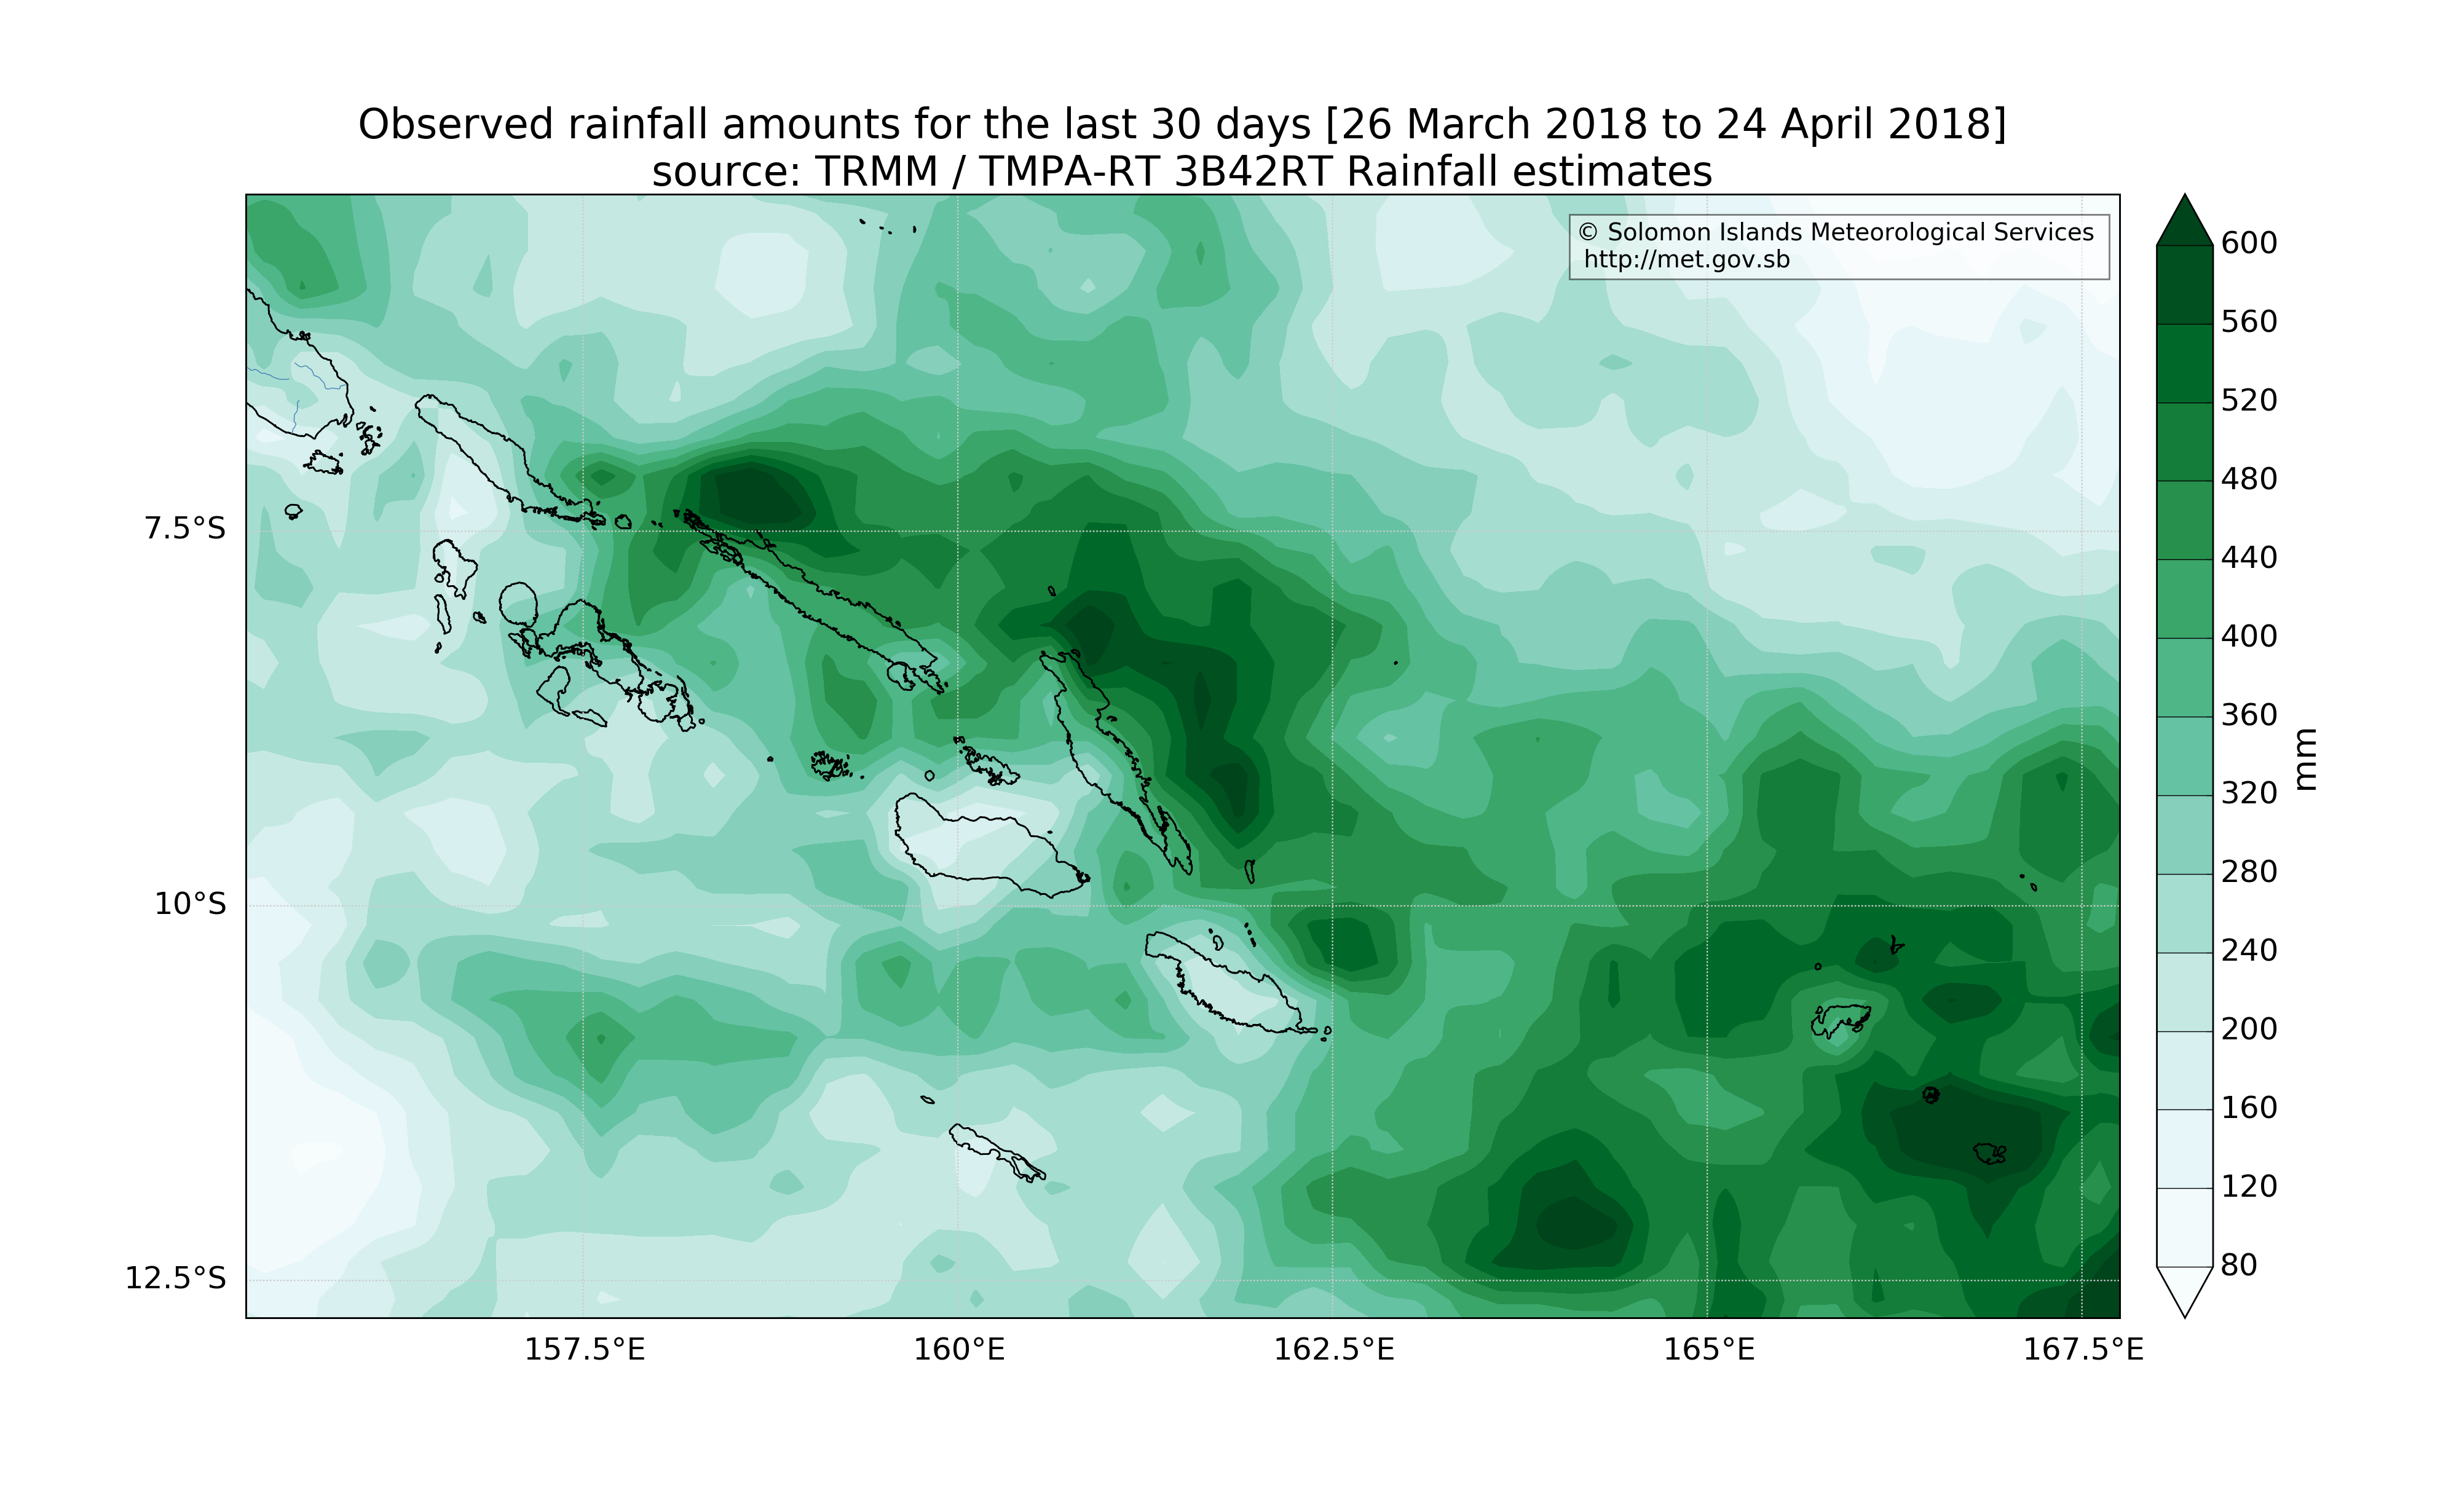 Observed rainfall amounts for the last 30 days [26 March 2018 to 24 April 2018]
source: TRMM / TMPA-RT 3B42RT Rainfall estimates
© Solomon Islands Meteorological Services
http://met.gov.sb
7.5°S
10°S
12.5°S
157.5°E
160°E
162.5°E
165°E
167.5°E
600
560
520
480
440
400
360
320
280
240
200
160
120
80
mm